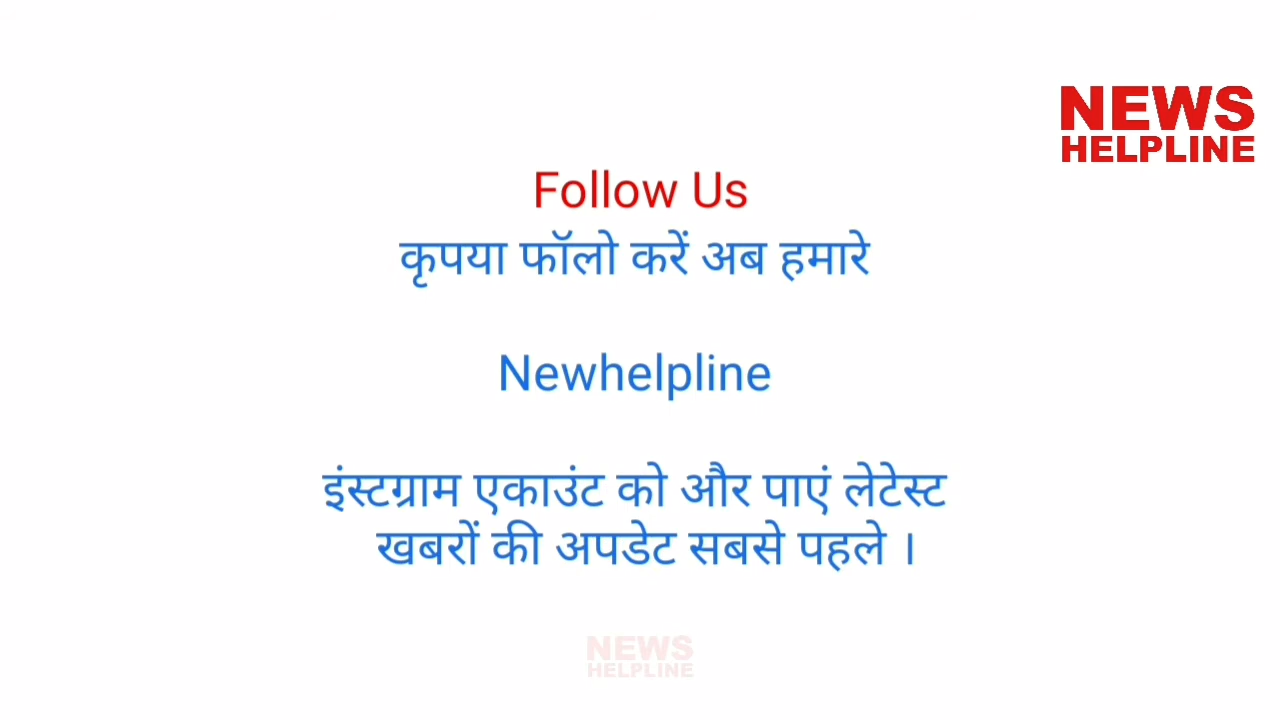 NEWS
HELPLINE
Follow Us
कृपया फॉलो करें अब हमारे
Newhelpline
इंस्टग्राम एकाउंट को और पाएं लेटेस्ट
खबरों की अपडेट सबसे पहले ।
NEWS
HELPLINE